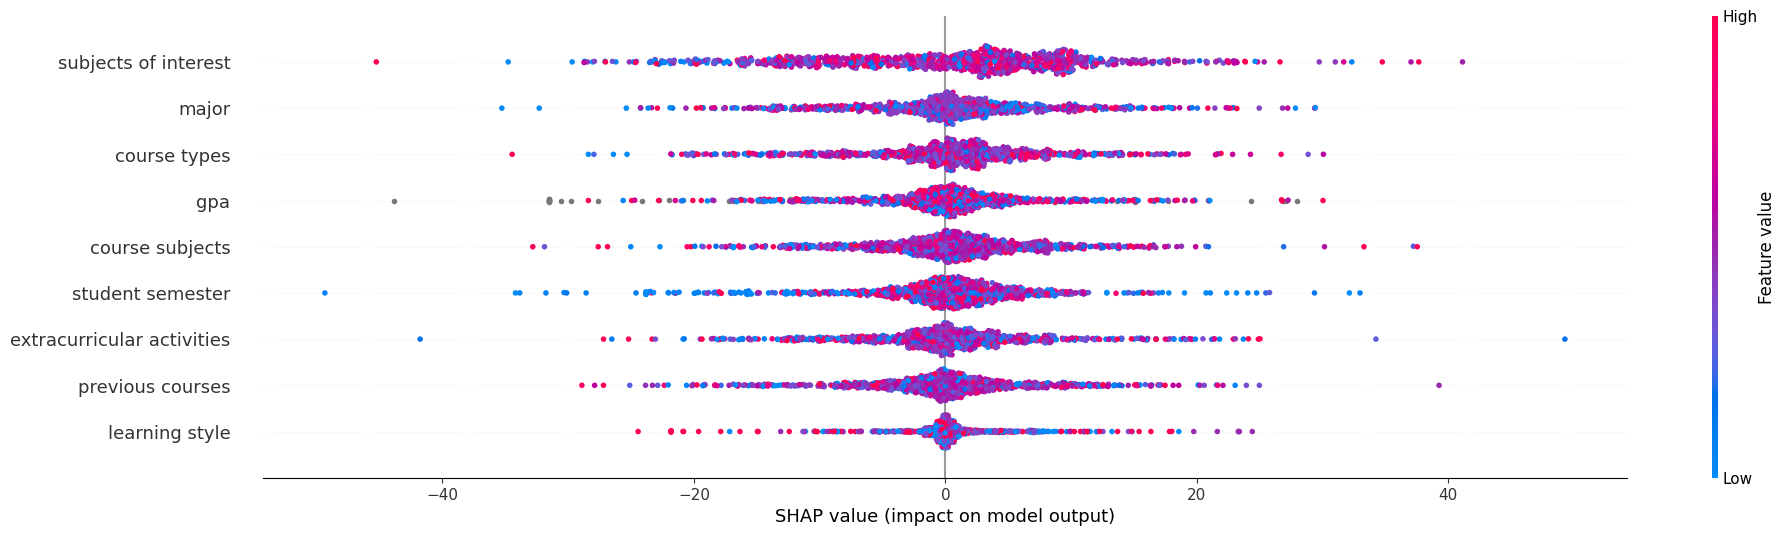 High
subjects of interest
major
course types
gpa
course subjects
student semester
extracurricular activities
previous courses
learning style
Feature value
Low
−40 −20 0 20 40
SHAP value (impact on model output)